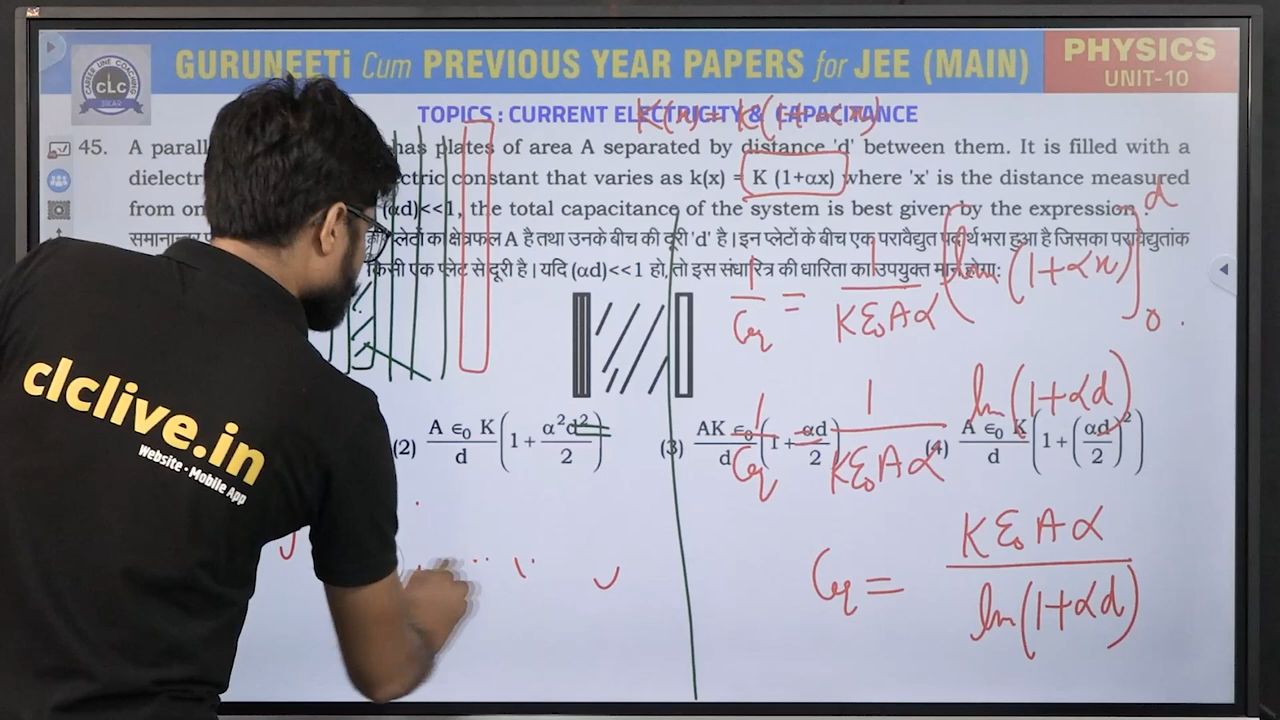 GURUNEETi Cum PREVIOUS YEAR PAPERS for JEE (MAIN)
PHYSICS
UNIT-10
CLC
SIKAR
TOPICS : CURRENT ELECTRICITY & CAPACITANCE
K(x) = K(1+αx)
45. A parall has plates of area A separated by distance 'd' between them. It is filled with a
dielectr ctric constant that varies as k(x) = K (1+αx) where 'x' is the distance measured
from on (αd)<<1, the total capacitance of the system is best given by the expression
समानान्त प्लेटों का क्षेत्रफल A है तथा उनके बीच की दूरी 'd' है। इन प्लेटों के बीच एक परावैद्युत पदार्थ भरा हुआ है जिसका परावैद्युतांक
किसी एक प्लेट से दूरी है। यदि (αd)<<1 हो, तो इस संधारित्र की धारिता का उपयुक्त मान होगा:
1/Ceq = 1/Kε0Aα [ln(1+αx)]d 0
1/Ceq = 1/Kε0Aα ln(1+αd)
(2) A ∈0 K/d (1 + α²d²/2)
(3) AK ∈0/d (1 + αd/2)
(4) A ∈0 K/d (1 + (αd/2)²)
Ceq = Kε0Aα/ln(1+αd)
clclive.in
Website • Mobile App